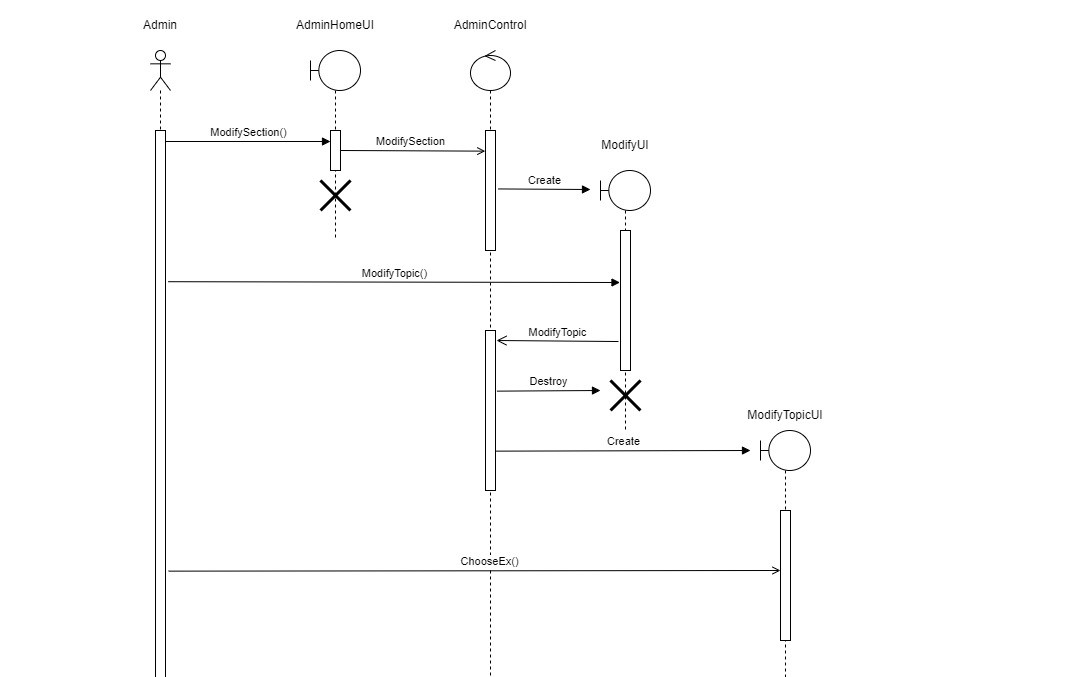 Admin
AdminHomeUI
AdminControl
ModifySection()
ModifySection
ModifyUI
Create
ModifyTopic()
ModifyTopic
Destroy
ModifyTopicUI
Create
ChooseEx()